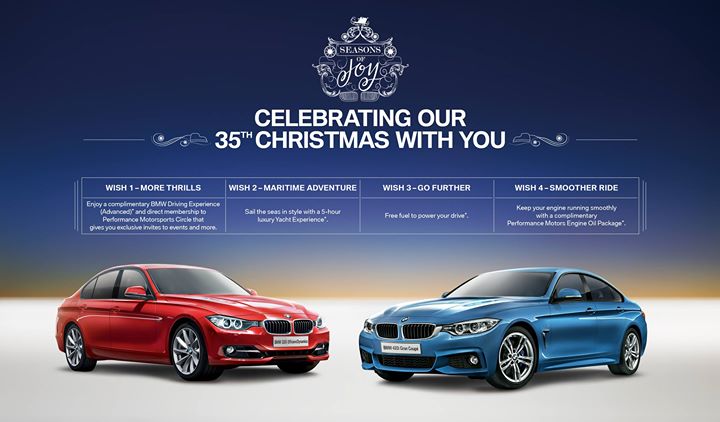 SEASONS
OF
Joy
CELEBRATING OUR
35TH CHRISTMAS WITH YOU
WISH 1 – MORE THRILLS
Enjoy a complimentary BMW Driving Experience
(Advanced)* and direct membership to
Performance Motorsports Circle that
gives you exclusive invites to events and more.
WISH 2 – MARITIME ADVENTURE
Sail the seas in style with a 5-hour
luxury Yacht Experience*.
WISH 3 – GO FURTHER
Free fuel to power your drive*.
WISH 4 – SMOOTHER RIDE
Keep your engine running smoothly
with a complimentary
Performance Motors Engine Oil Package*.
BMW
BMW Gran Coupé